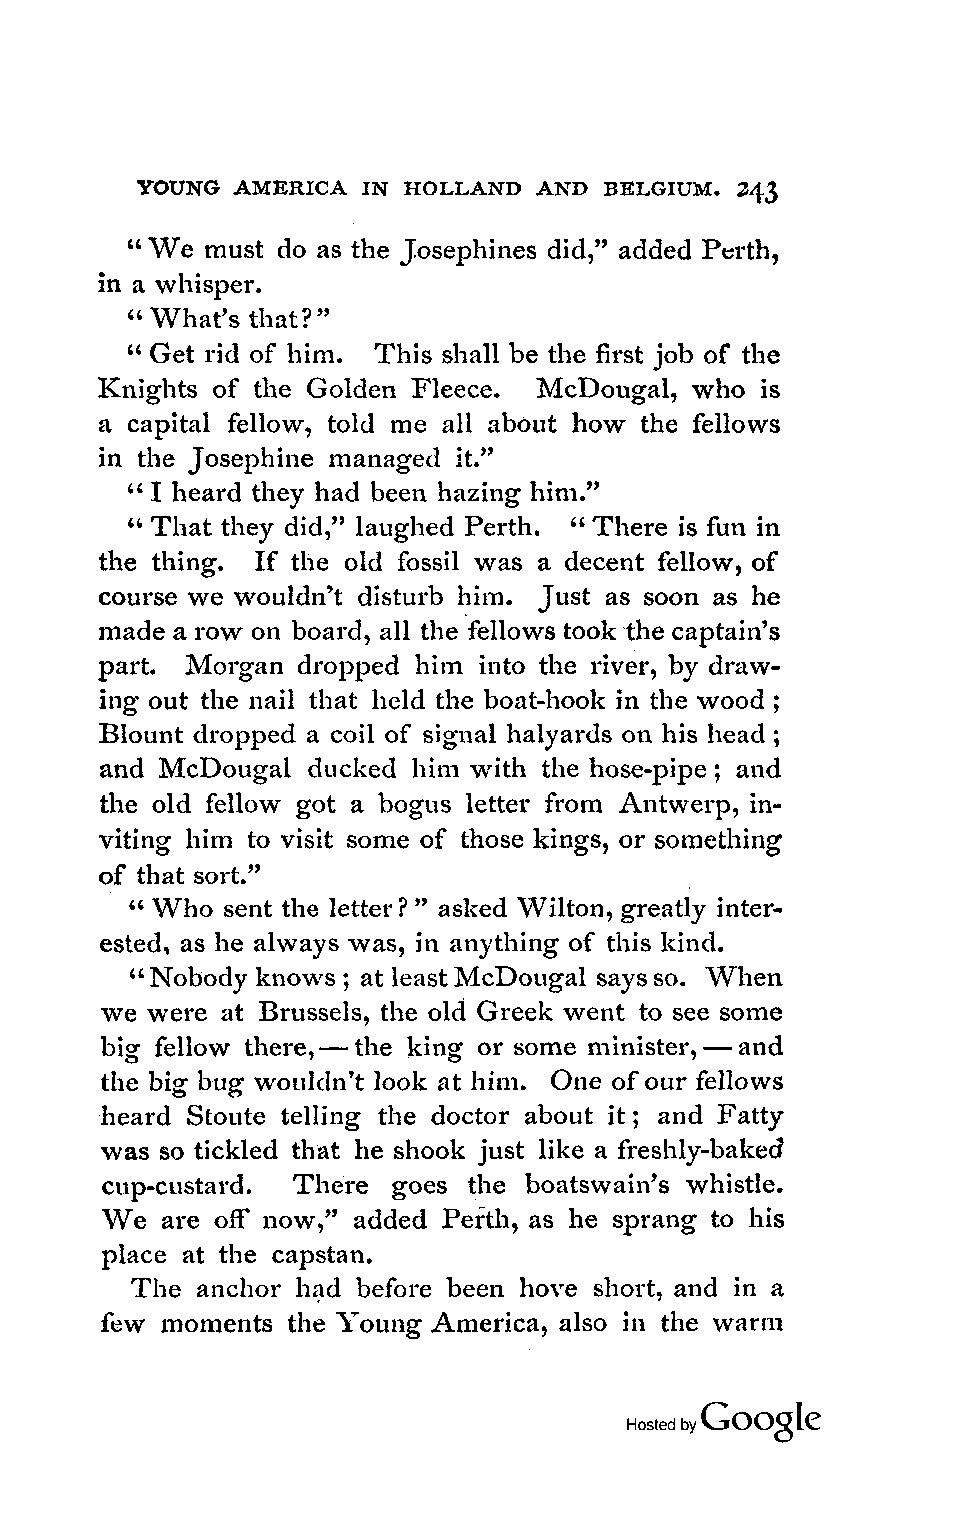 YOUNG AMERICA IN HOLLAND AND BELGIUM. 243
“We must do as the Josephines did,” added Perth,
in a whisper.
“What's that?”
“Get rid of him. This shall be the first job of the
Knights of the Golden Fleece. McDougal, who is
a capital fellow, told me all about how the fellows
in the Josephine managed it.”
“I heard they had been hazing him.”
“That they did,” laughed Perth. “There is fun in
the thing. If the old fossil was a decent fellow, of
course we wouldn't disturb him. Just as soon as he
made a row on board, all the fellows took the captain's
part. Morgan dropped him into the river, by draw-
ing out the nail that held the boat-hook in the wood;
Blount dropped a coil of signal halyards on his head;
and McDougal ducked him with the hose-pipe; and
the old fellow got a bogus letter from Antwerp, in-
viting him to visit some of those kings, or something
of that sort.”
“Who sent the letter?” asked Wilton, greatly inter-
ested, as he always was, in anything of this kind.
“Nobody knows; at least McDougal says so. When
we were at Brussels, the old Greek went to see some
big fellow there,—the king or some minister,—and
the big bug wouldn't look at him. One of our fellows
heard Stoute telling the doctor about it; and Fatty
was so tickled that he shook just like a freshly-baked
cup-custard. There goes the boatswain's whistle.
We are off now,” added Perth, as he sprang to his
place at the capstan.
The anchor had before been hove short, and in a
few moments the Young America, also in the warm
Hosted by Google